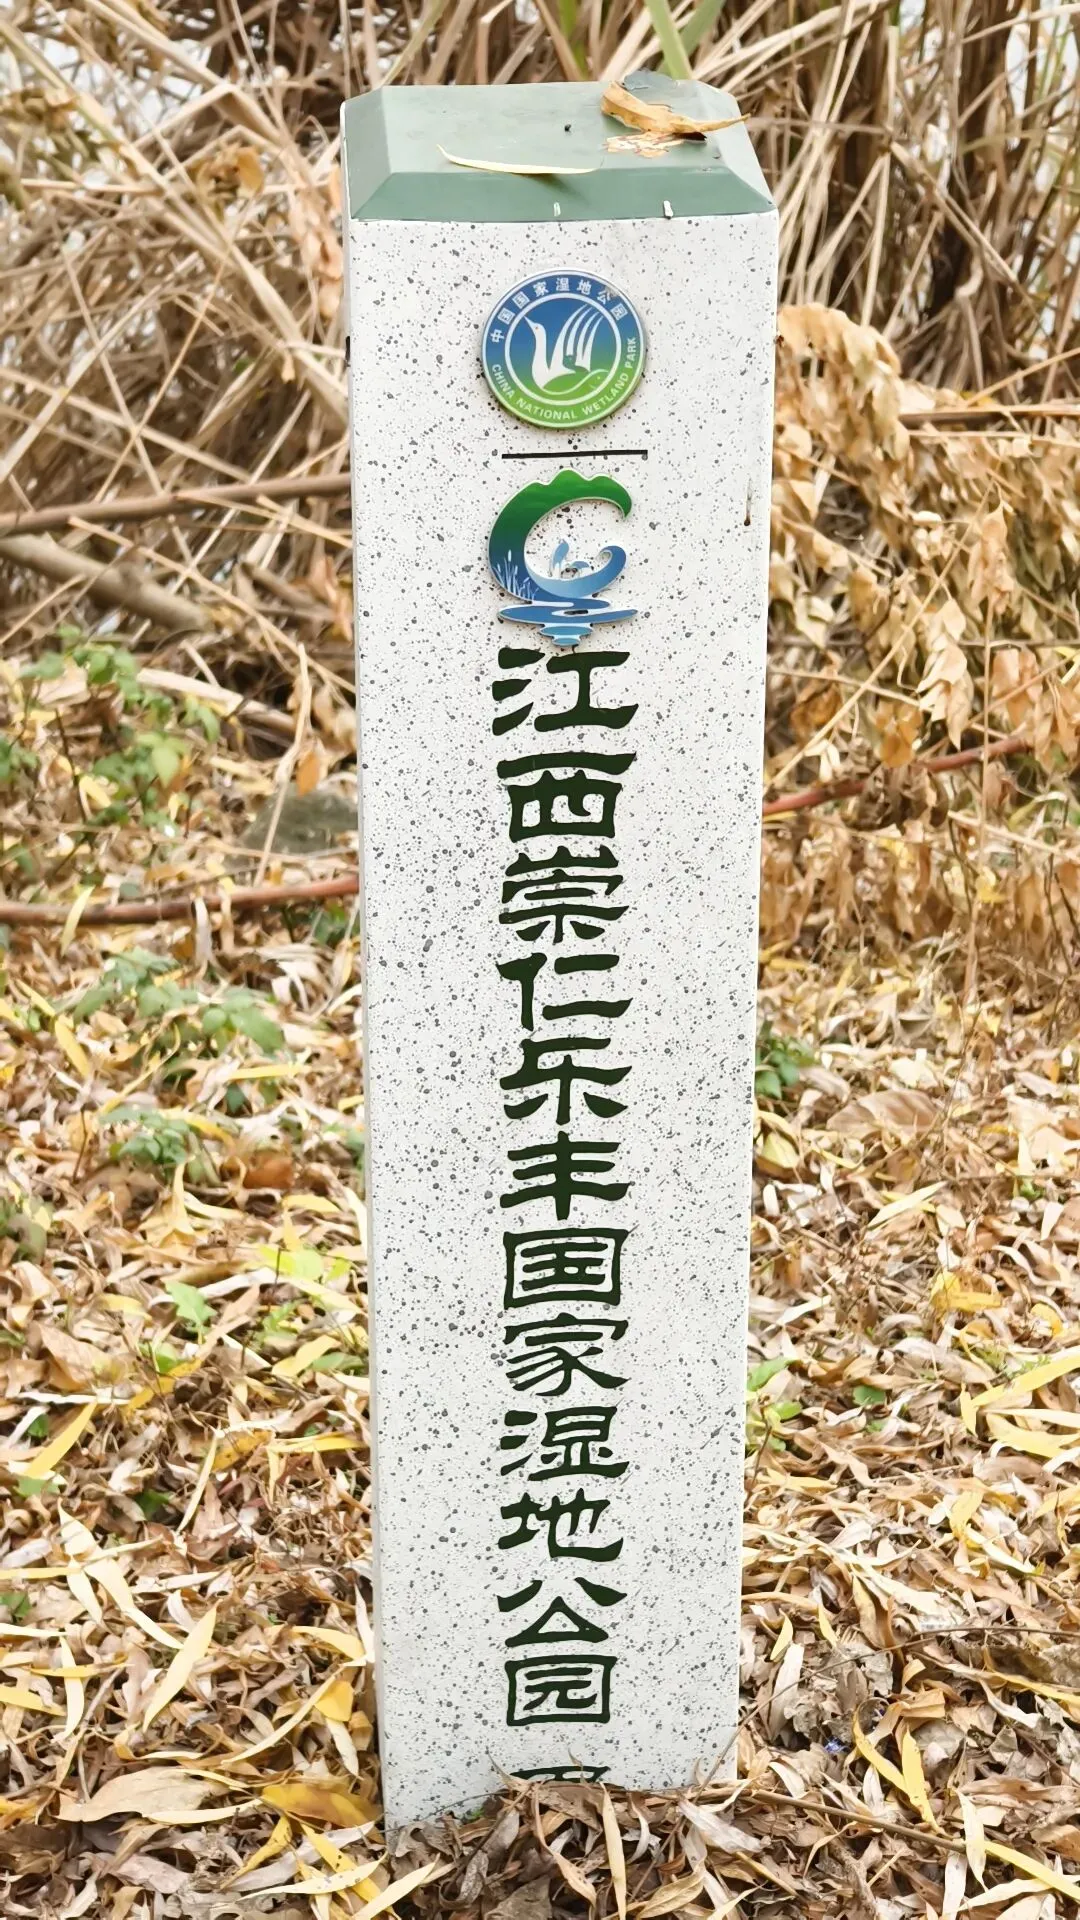 中国国家湿地公园
CHINA NATIONAL WETLAND PARK
江西崇仁乐丰国家湿地公园